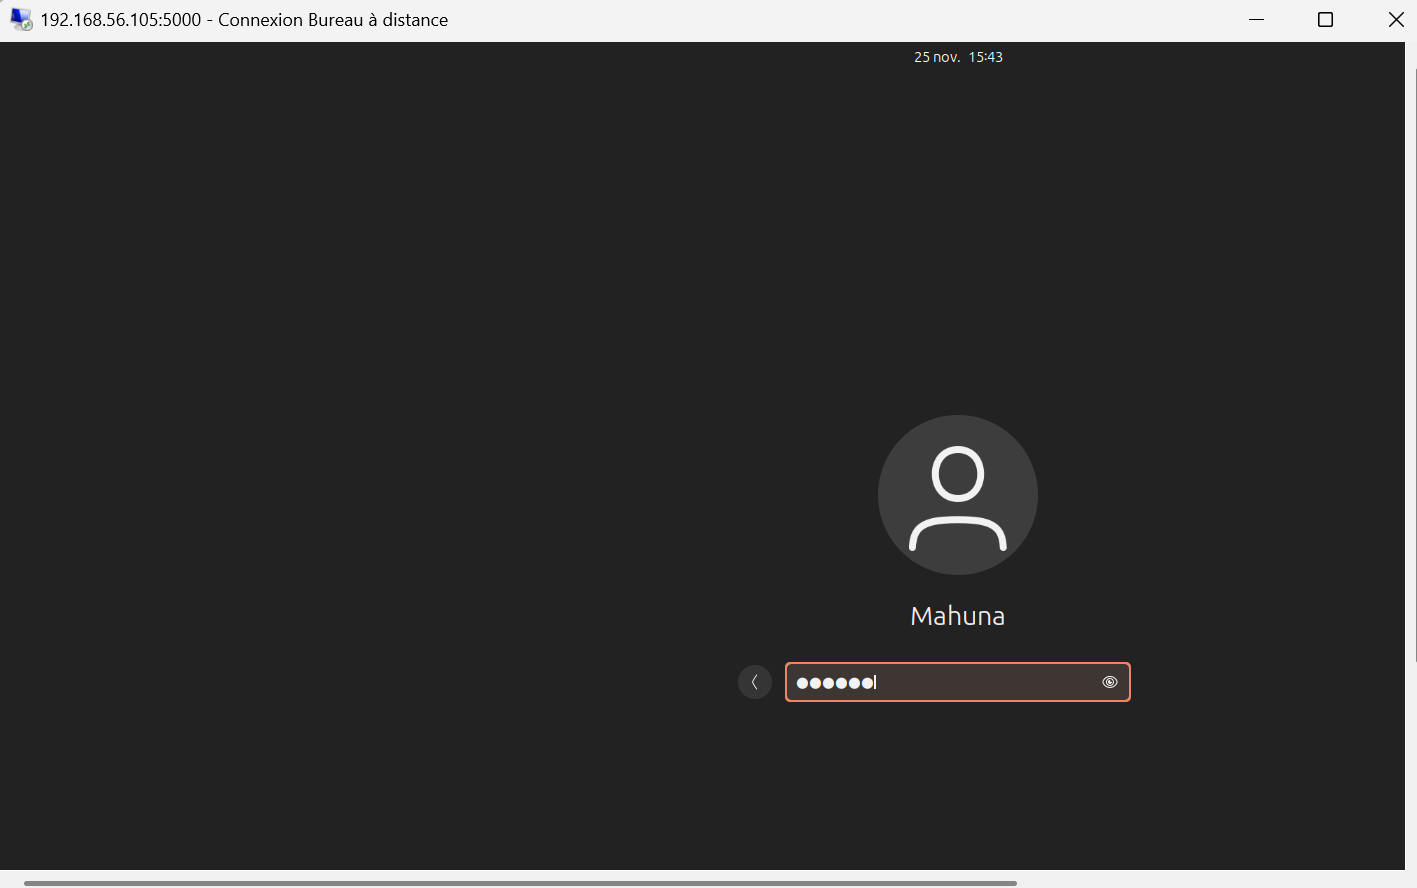 192.168.56.105:5000 - Connexion Bureau à distance
25 nov. 15:43
Mahuna